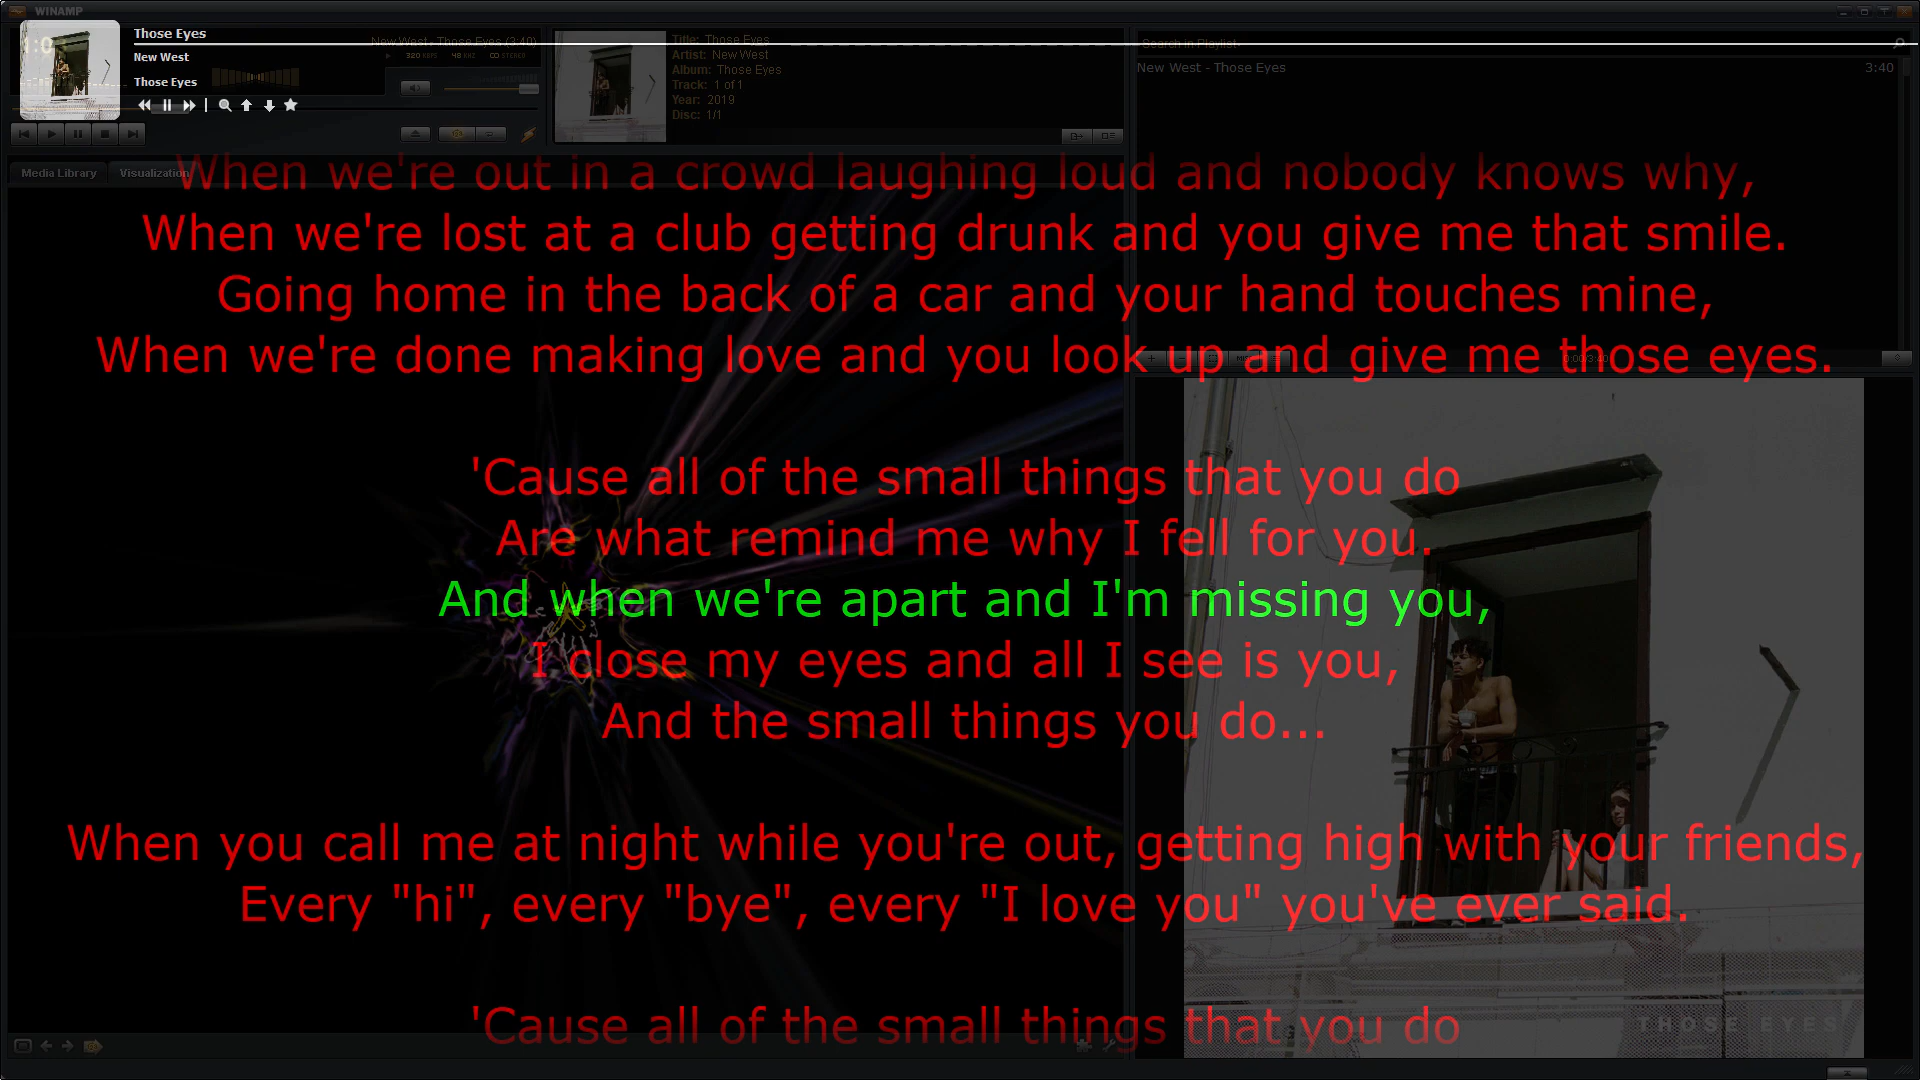 WINAMP
Those Eyes
New West
Those Eyes
New West - Those Eyes (3:40)
320 KBPS 48 KHZ STEREO
Title: Those Eyes
Artist: New West
Album: Those Eyes
Track: 1 of 1
Year: 2019
Disc: 1/1
Search in Playlist
New West - Those Eyes 3:40
Media Library Visualization
When we're out in a crowd laughing loud and nobody knows why,
When we're lost at a club getting drunk and you give me that smile.
Going home in the back of a car and your hand touches mine,
When we're done making love and you look up and give me those eyes.
0:00/3:40
'Cause all of the small things that you do
Are what remind me why I fell for you.
And when we're apart and I'm missing you,
I close my eyes and all I see is you,
And the small things you do...
When you call me at night while you're out, getting high with your friends,
Every "hi", every "bye", every "I love you" you've ever said.
'Cause all of the small things that you do
THOSE EYES